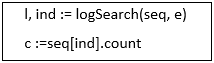 l, ind := logSearch(seq, e)
c :=seq[ind].count